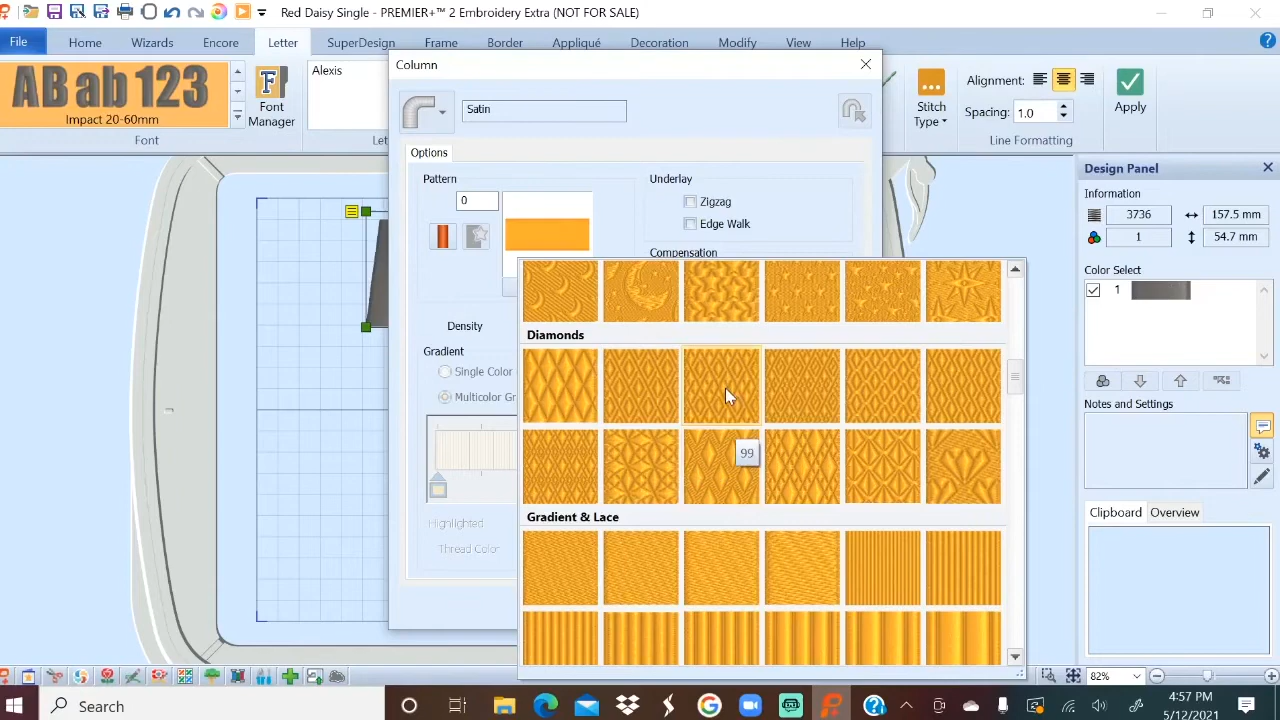 Red Daisy Single - PREMIER+™ 2 Embroidery Extra (NOT FOR SALE)
File Home Wizards Encore Letter SuperDesign Frame Border Appliqué Decoration Modify View Help
AB ab 123
Impact 20-60mm
Font Manager
Alexis
Font
Let
Column
Satin
Stitch Type
Alignment:
Spacing: 1.0
Line Formatting
Apply
Options
Pattern
0
Underlay
Zigzag
Edge Walk
Compensation
Density
Gradient
Single Color
Multicolor Gr
Highlighted
Thread Color
Diamonds
99
Gradient & Lace
Design Panel
Information
3736 157.5 mm
1 54.7 mm
Color Select
1
Notes and Settings
Clipboard Overview
82%
Search
4:57 PM
5/12/2021